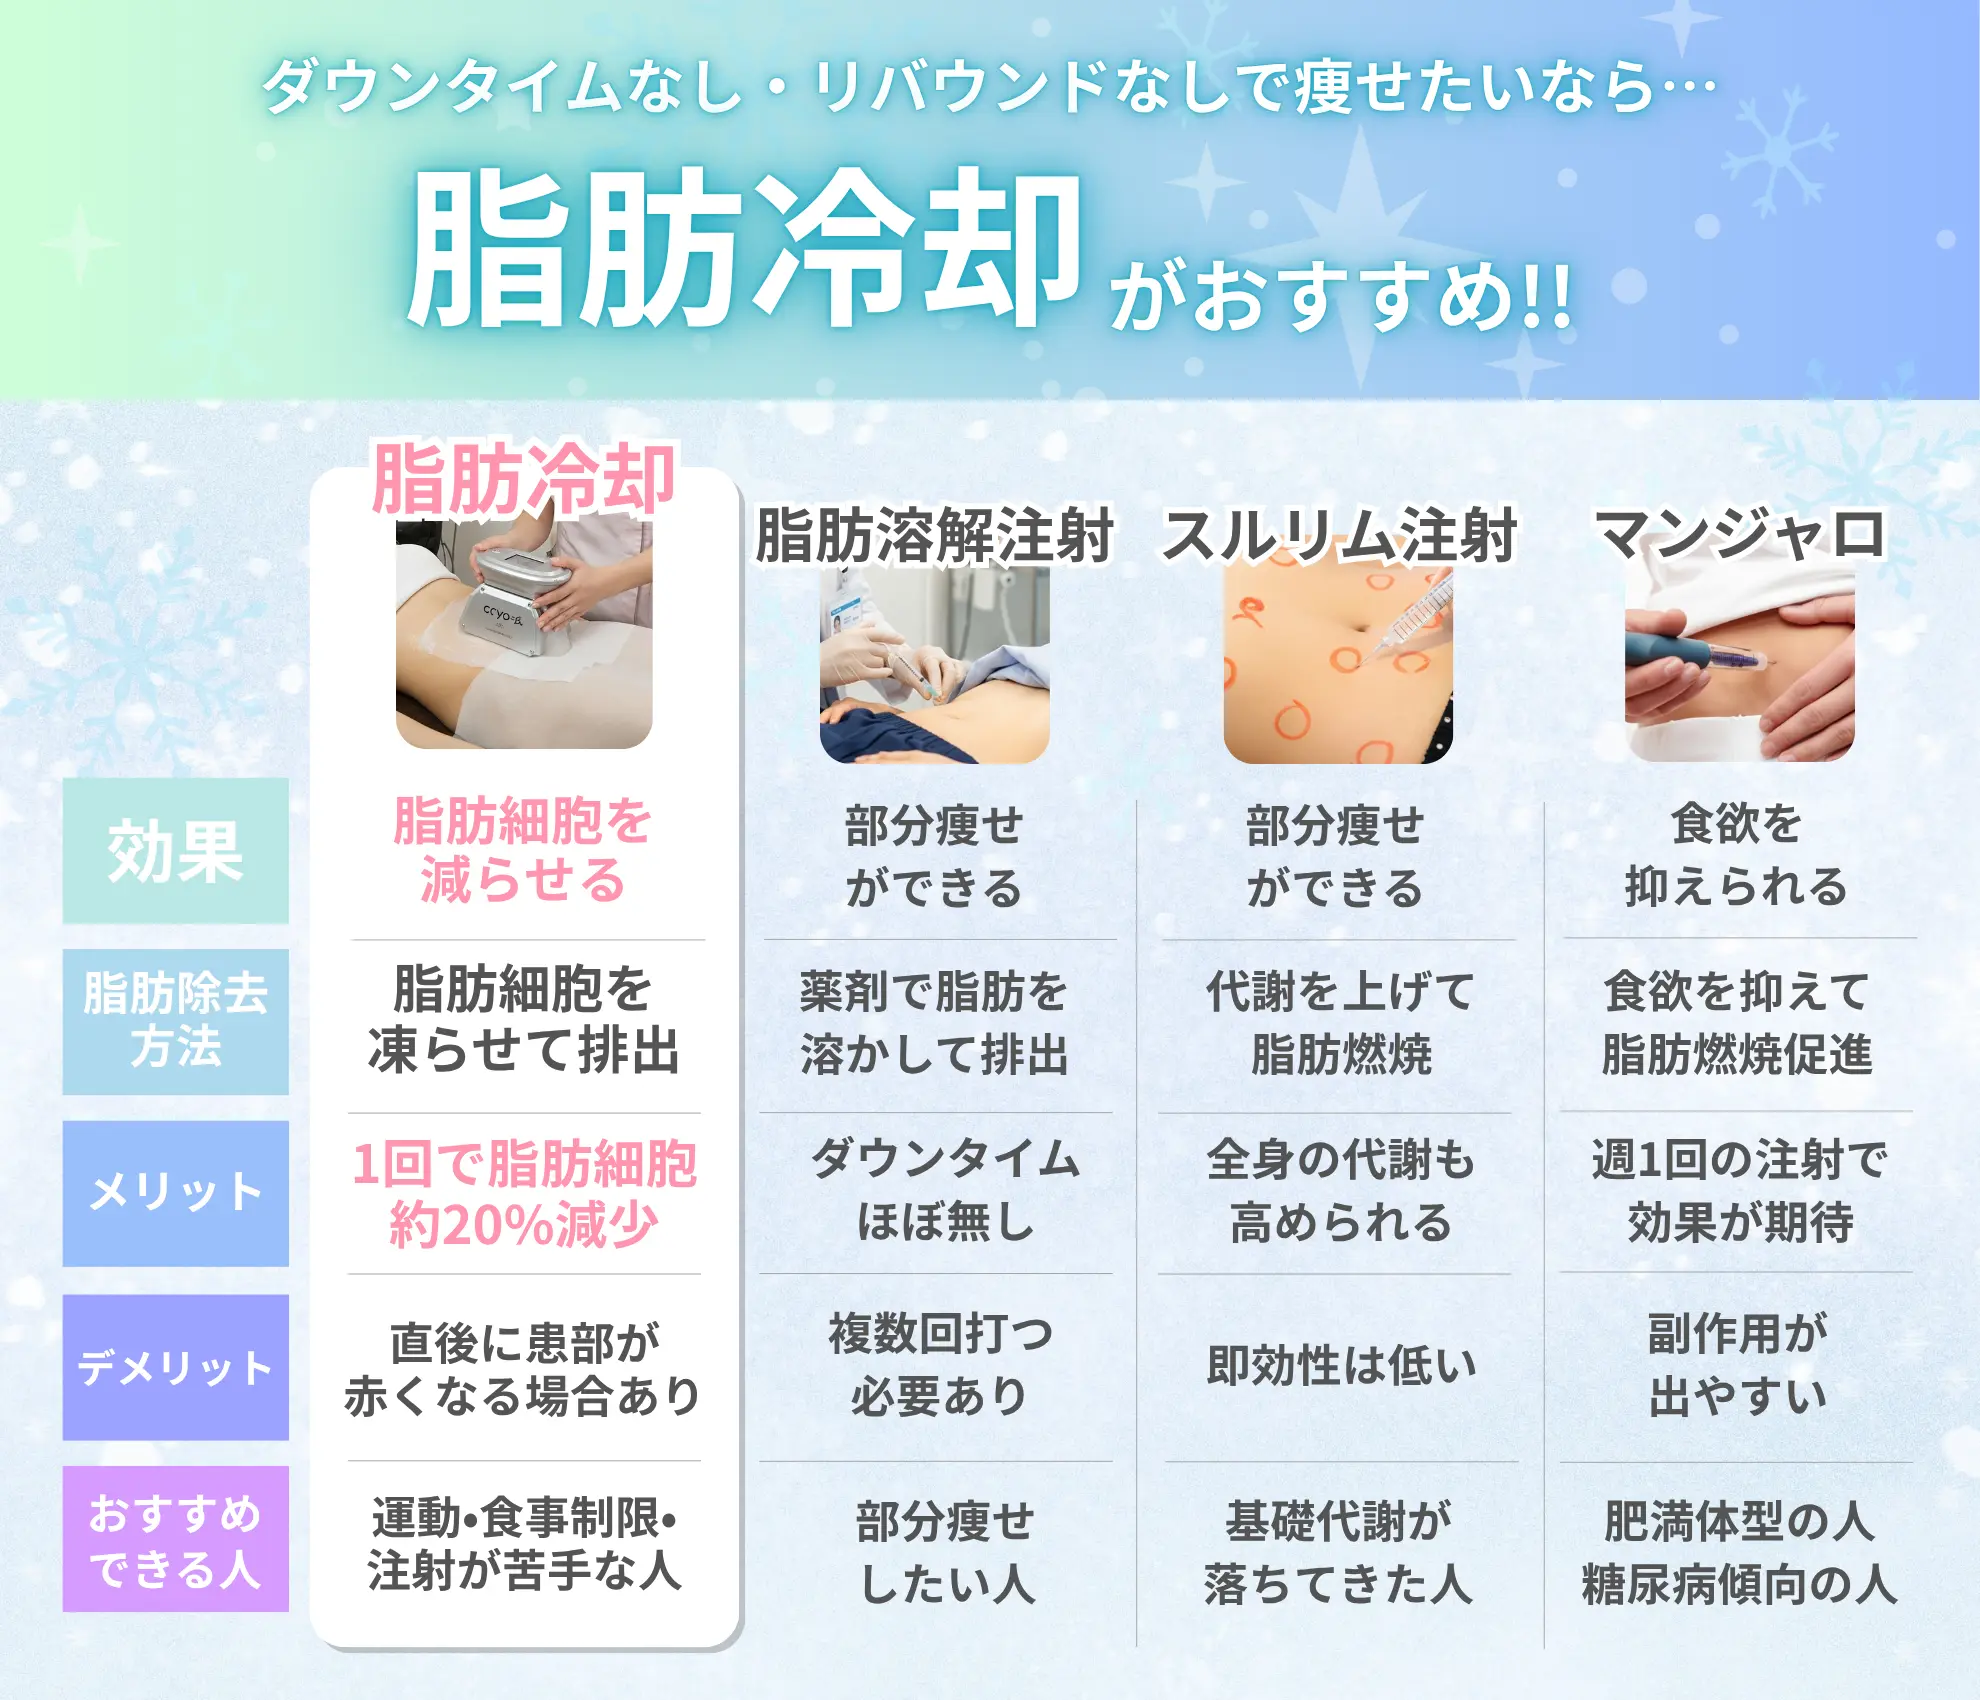 ダウンタイムなし・リバウンドなしで痩せたいなら…
脂肪冷却がおすすめ!!
脂肪冷却
脂肪溶解注射
スルリム注射
マンジャロ
効果
脂肪細胞を
減らせる
部分痩せ
ができる
部分痩せ
ができる
食欲を
抑えられる
脂肪除去
方法
脂肪細胞を
凍らせて排出
薬剤で脂肪を
溶かして排出
代謝を上げて
脂肪燃焼
食欲を抑えて
脂肪燃焼促進
メリット
1回で脂肪細胞
約20%減少
ダウンタイム
ほぼ無し
全身の代謝も
高められる
週1回の注射で
効果が期待
デメリット
直後に患部が
赤くなる場合あり
複数回打つ
必要あり
即効性は低い
副作用が
出やすい
おすすめ
できる人
運動・食事制限・
注射が苦手な人
部分痩せ
したい人
基礎代謝が
落ちてきた人
肥満体型の人
糖尿病傾向の人